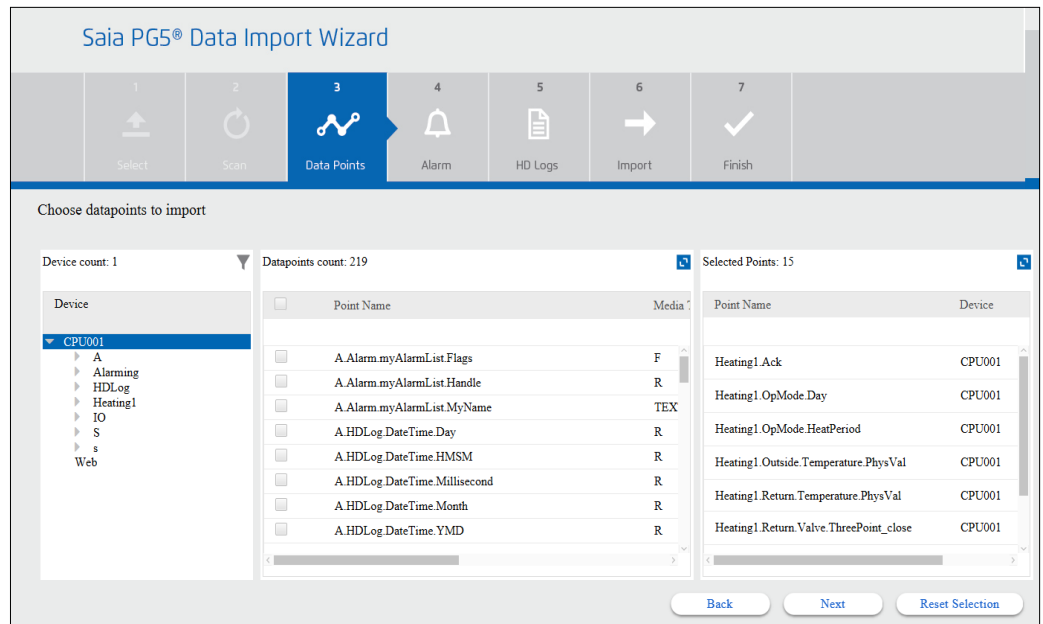 Saia PG5® Data Import Wizard
1 2 3 4 5 6 7
Select Scan Data Points Alarm HD Logs Import Finish
Choose datapoints to import
Device count: 1
Device
CPU001
A
Alarming
HDLog
Heating1
IO
S
s
Web
Datapoints count: 219
Point Name Media
A.Alarm.myAlarmList.Flags F
A.Alarm.myAlarmList.Handle R
A.Alarm.myAlarmList.MyName TEX
A.HDLog.DateTime.Day R
A.HDLog.DateTime.HMSM R
A.HDLog.DateTime.Millisecond R
A.HDLog.DateTime.Month R
A.HDLog.DateTime.YMD R
Selected Points: 15
Point Name Device
Heating1.Ack CPU001
Heating1.OpMode.Day CPU001
Heating1.OpMode.HeatPeriod CPU001
Heating1.Outside.Temperature.PhysVal CPU001
Heating1.Return.Temperature.PhysVal CPU001
Heating1.Return.Valve.ThreePoint_close CPU001
Back Next Reset Selection